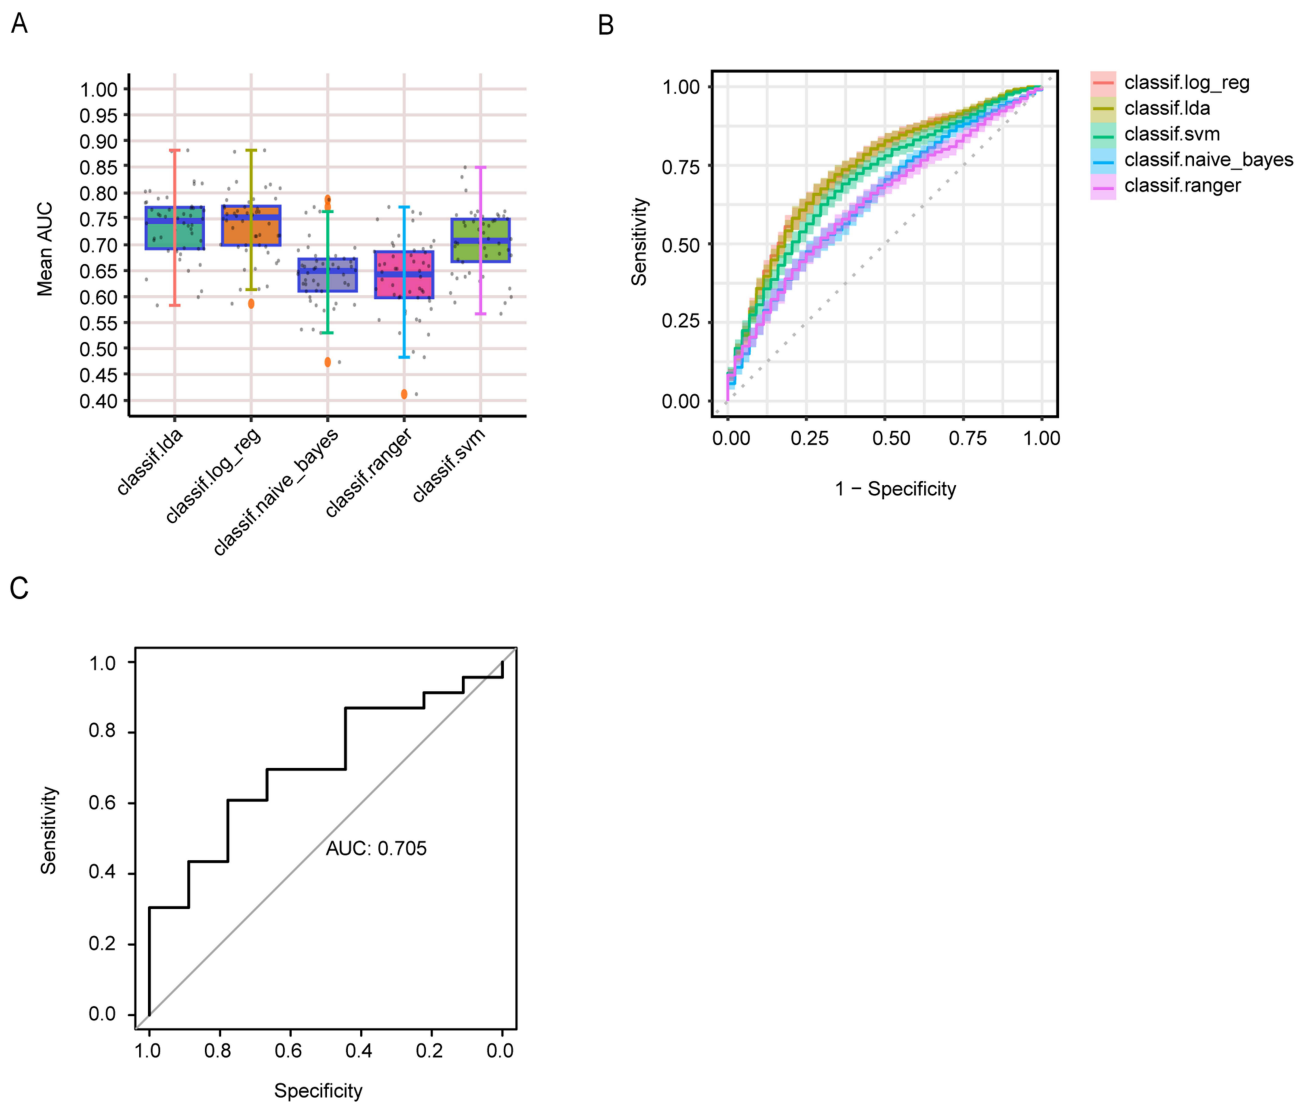 A
1.00
0.95
0.90
0.85
0.80
0.75
0.70
0.65
0.60
0.55
0.50
0.45
0.40
Mean AUC
classif.lda
classif.log_reg
classif.naive_bayes
classif.ranger
classif.svm
B
1.00
0.75
0.50
0.25
0.00
Sensitivity
0.00 0.25 0.50 0.75 1.00
1 − Specificity
classif.log_reg
classif.lda
classif.svm
classif.naive_bayes
classif.ranger
C
1.0
0.8
0.6
0.4
0.2
0.0
Sensitivity
AUC: 0.705
1.0 0.8 0.6 0.4 0.2 0.0
Specificity